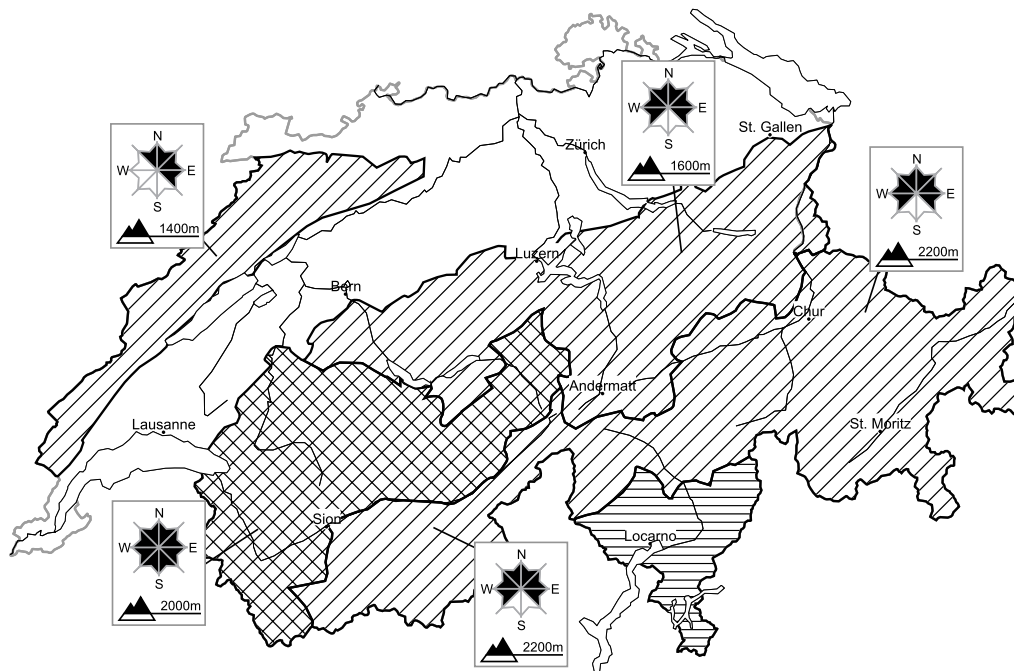 N
W E
S
1600m
St. Gallen
Zürich
N
W E
S
1400m
N
W E
S
2200m
Luzern
Bern
Chur
Andermatt
Lausanne
St. Moritz
N
W E
S
2000m
Sion
Locarno
N
W E
S
2200m